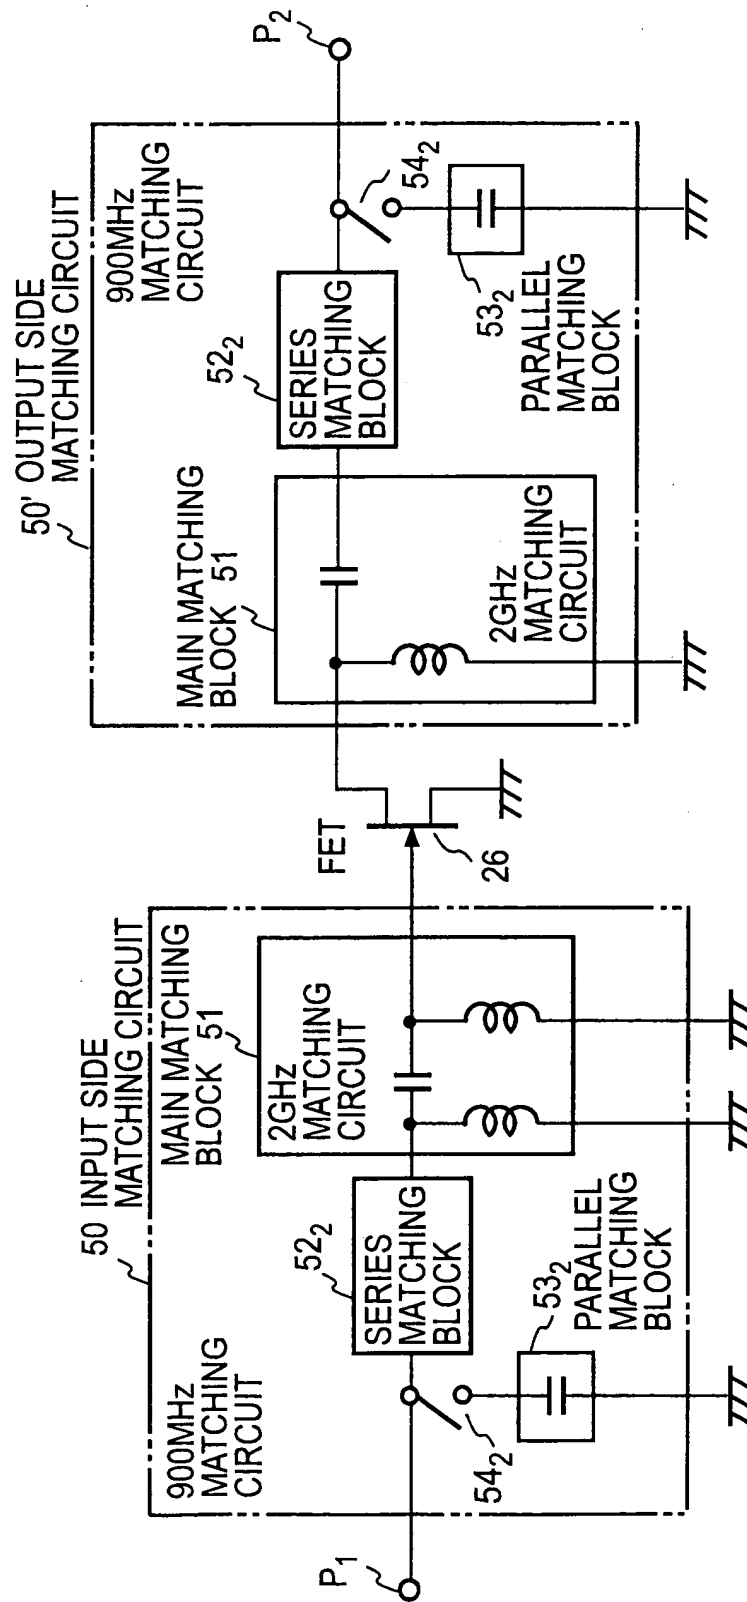 50 INPUT SIDE
MATCHING CIRCUIT
900MHz
MATCHING
CIRCUIT
MAIN MATCHING
BLOCK 51
2GHz
MATCHING
CIRCUIT
52₂
SERIES
MATCHING
BLOCK
P₁
54₂
53₂
PARALLEL
MATCHING
BLOCK
FET
26
50' OUTPUT SIDE
MATCHING CIRCUIT
MAIN MATCHING
BLOCK 51
2GHz
MATCHING
CIRCUIT
52₂
SERIES
MATCHING
BLOCK
900MHz
MATCHING
CIRCUIT
54₂
53₂
PARALLEL
MATCHING
BLOCK
P₂